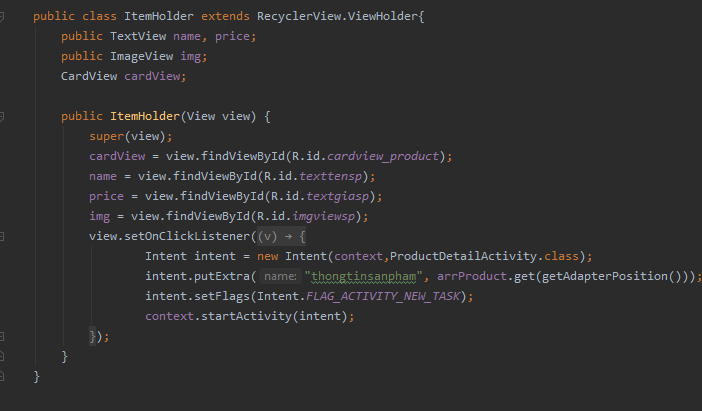 public class ItemHolder extends RecyclerView.ViewHolder{
public TextView name, price;
public ImageView img;
CardView cardView;
public ItemHolder(View view) {
super(view);
cardView = view.findViewById(R.id.cardview_product);
name = view.findViewById(R.id.texttensp);
price = view.findViewById(R.id.textgiasp);
img = view.findViewById(R.id.imgviewsp);
view.setOnClickListener((v) → {
Intent intent = new Intent(context,ProductDetailActivity.class);
intent.putExtra( name: "thongtinsanpham", arrProduct.get(getAdapterPosition()));
intent.setFlags(Intent.FLAG_ACTIVITY_NEW_TASK);
context.startActivity(intent);
});
}
}